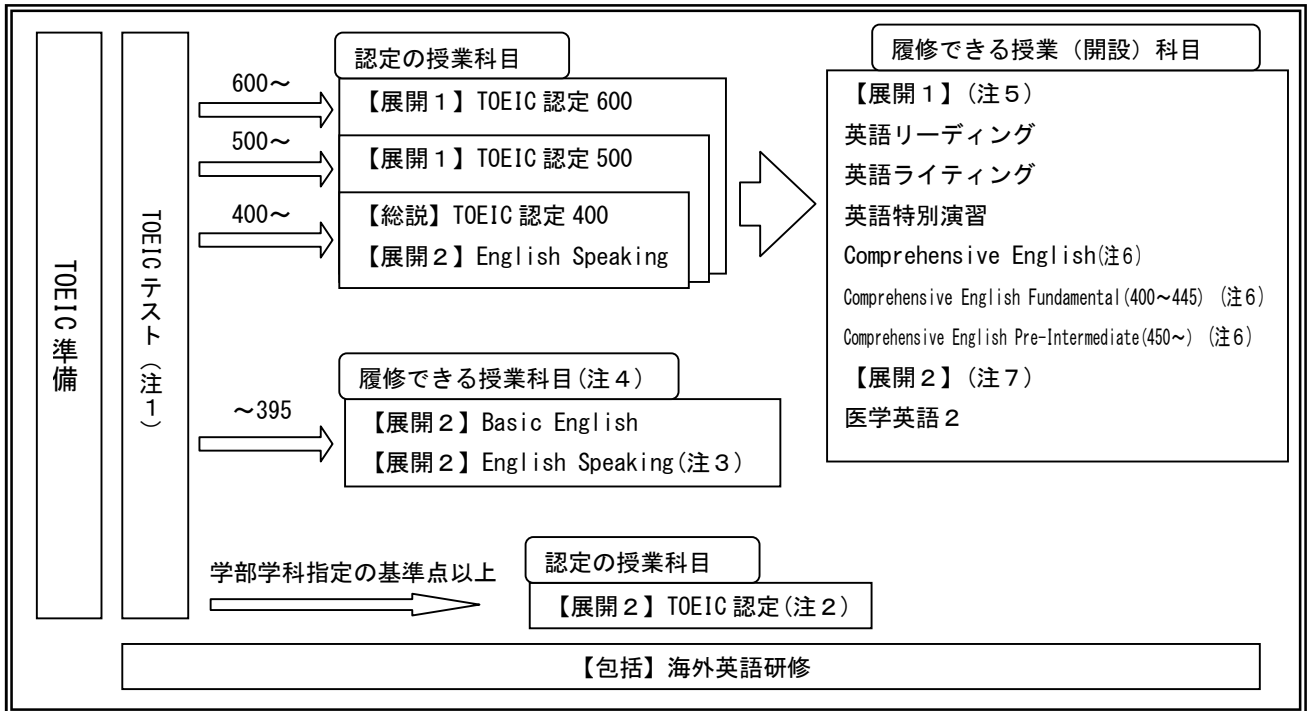 TOEIC 準備
TOEIC テスト（注１）
600～
500～
400～
～395
認定の授業科目
【展開１】TOEIC 認定 600
【展開１】TOEIC 認定 500
【総説】TOEIC 認定 400
【展開２】English Speaking
履修できる授業科目(注４)
【展開２】Basic English
【展開２】English Speaking(注３)
学部学科指定の基準点以上
認定の授業科目
【展開２】TOEIC 認定(注２)
履修できる授業（開設）科目
【展開１】(注５)
英語リーディング
英語ライティング
英語特別演習
Comprehensive English(注６)
Comprehensive English Fundamental(400～445) (注６)
Comprehensive English Pre-Intermediate(450～) (注６)
【展開２】(注７)
医学英語２
【包括】海外英語研修